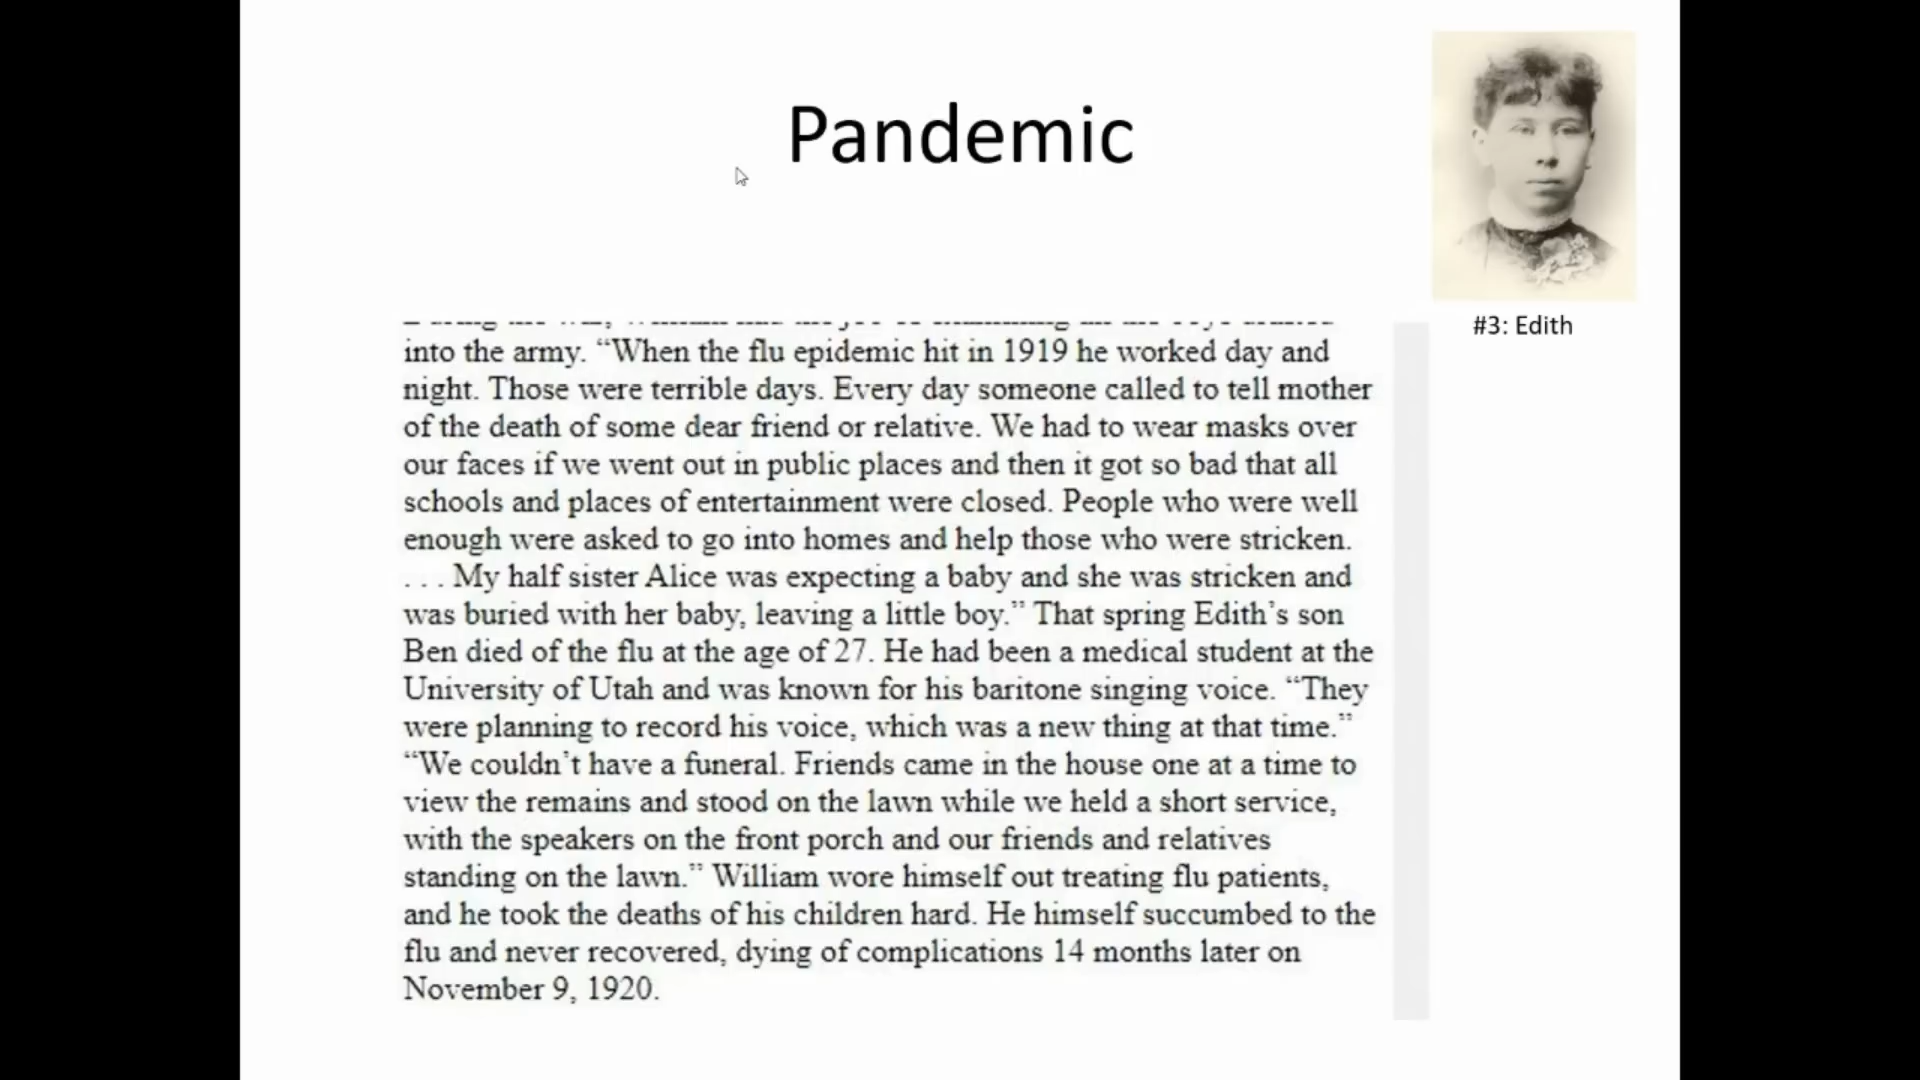 Pandemic
#3: Edith
into the army. “When the flu epidemic hit in 1919 he worked day and
night. Those were terrible days. Every day someone called to tell mother
of the death of some dear friend or relative. We had to wear masks over
our faces if we went out in public places and then it got so bad that all
schools and places of entertainment were closed. People who were well
enough were asked to go into homes and help those who were stricken.
. . . My half sister Alice was expecting a baby and she was stricken and
was buried with her baby, leaving a little boy.” That spring Edith’s son
Ben died of the flu at the age of 27. He had been a medical student at the
University of Utah and was known for his baritone singing voice. “They
were planning to record his voice, which was a new thing at that time.”
“We couldn’t have a funeral. Friends came in the house one at a time to
view the remains and stood on the lawn while we held a short service,
with the speakers on the front porch and our friends and relatives
standing on the lawn.” William wore himself out treating flu patients,
and he took the deaths of his children hard. He himself succumbed to the
flu and never recovered, dying of complications 14 months later on
November 9, 1920.